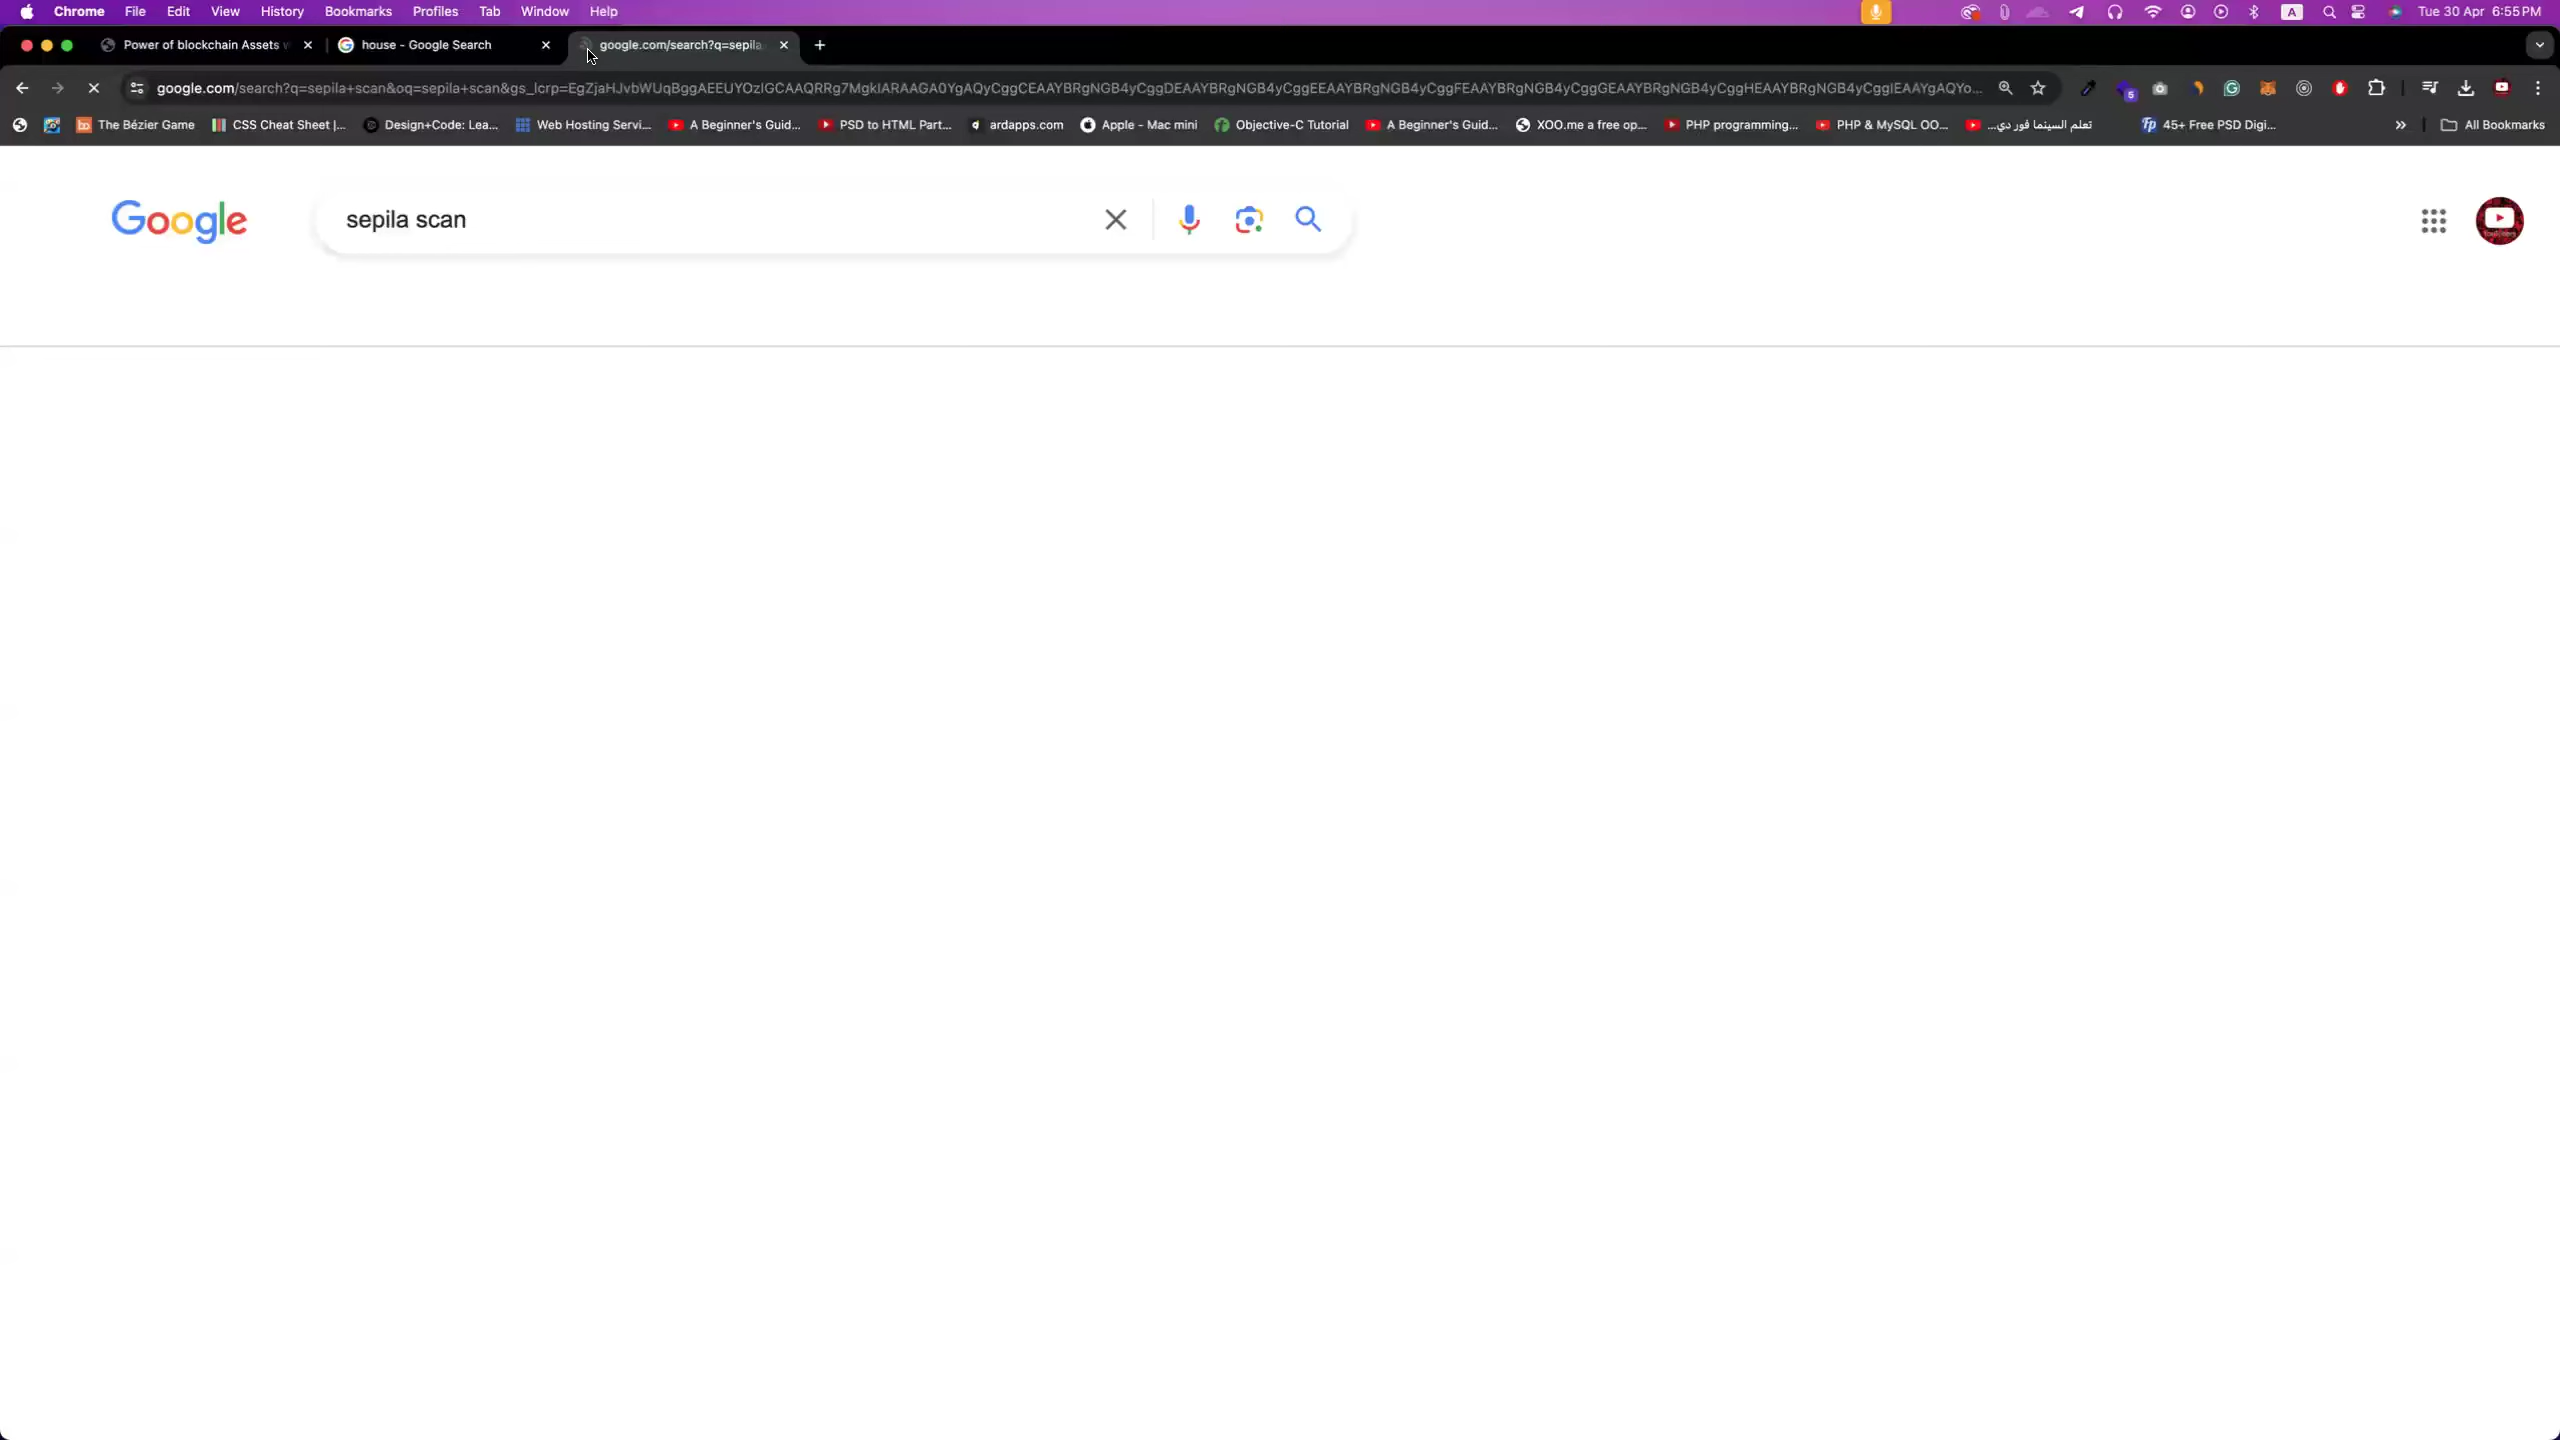 Chrome File Edit View History Bookmarks Profiles Tab Window Help A Tue 30 Apr 6:55 PM
Power of blockchain Assets house - Google Search google.com/search?q=sepila
google.com/search?q=sepila+scan&oq=sepila+scan&gs_lcrp=
The Bézier Game CSS Cheat Sheet |... Design+Code: Lea... Web Hosting Servi... A Beginner's Guid... PSD to HTML Part... ardapps.com Apple - Mac mini Objective-C Tutorial A Beginner's Guid... XOO.me a free op... PHP programming... PHP & MySQL OO... تعلم السينما فور دي... 45+ Free PSD Digi... All Bookmarks
Google sepila scan